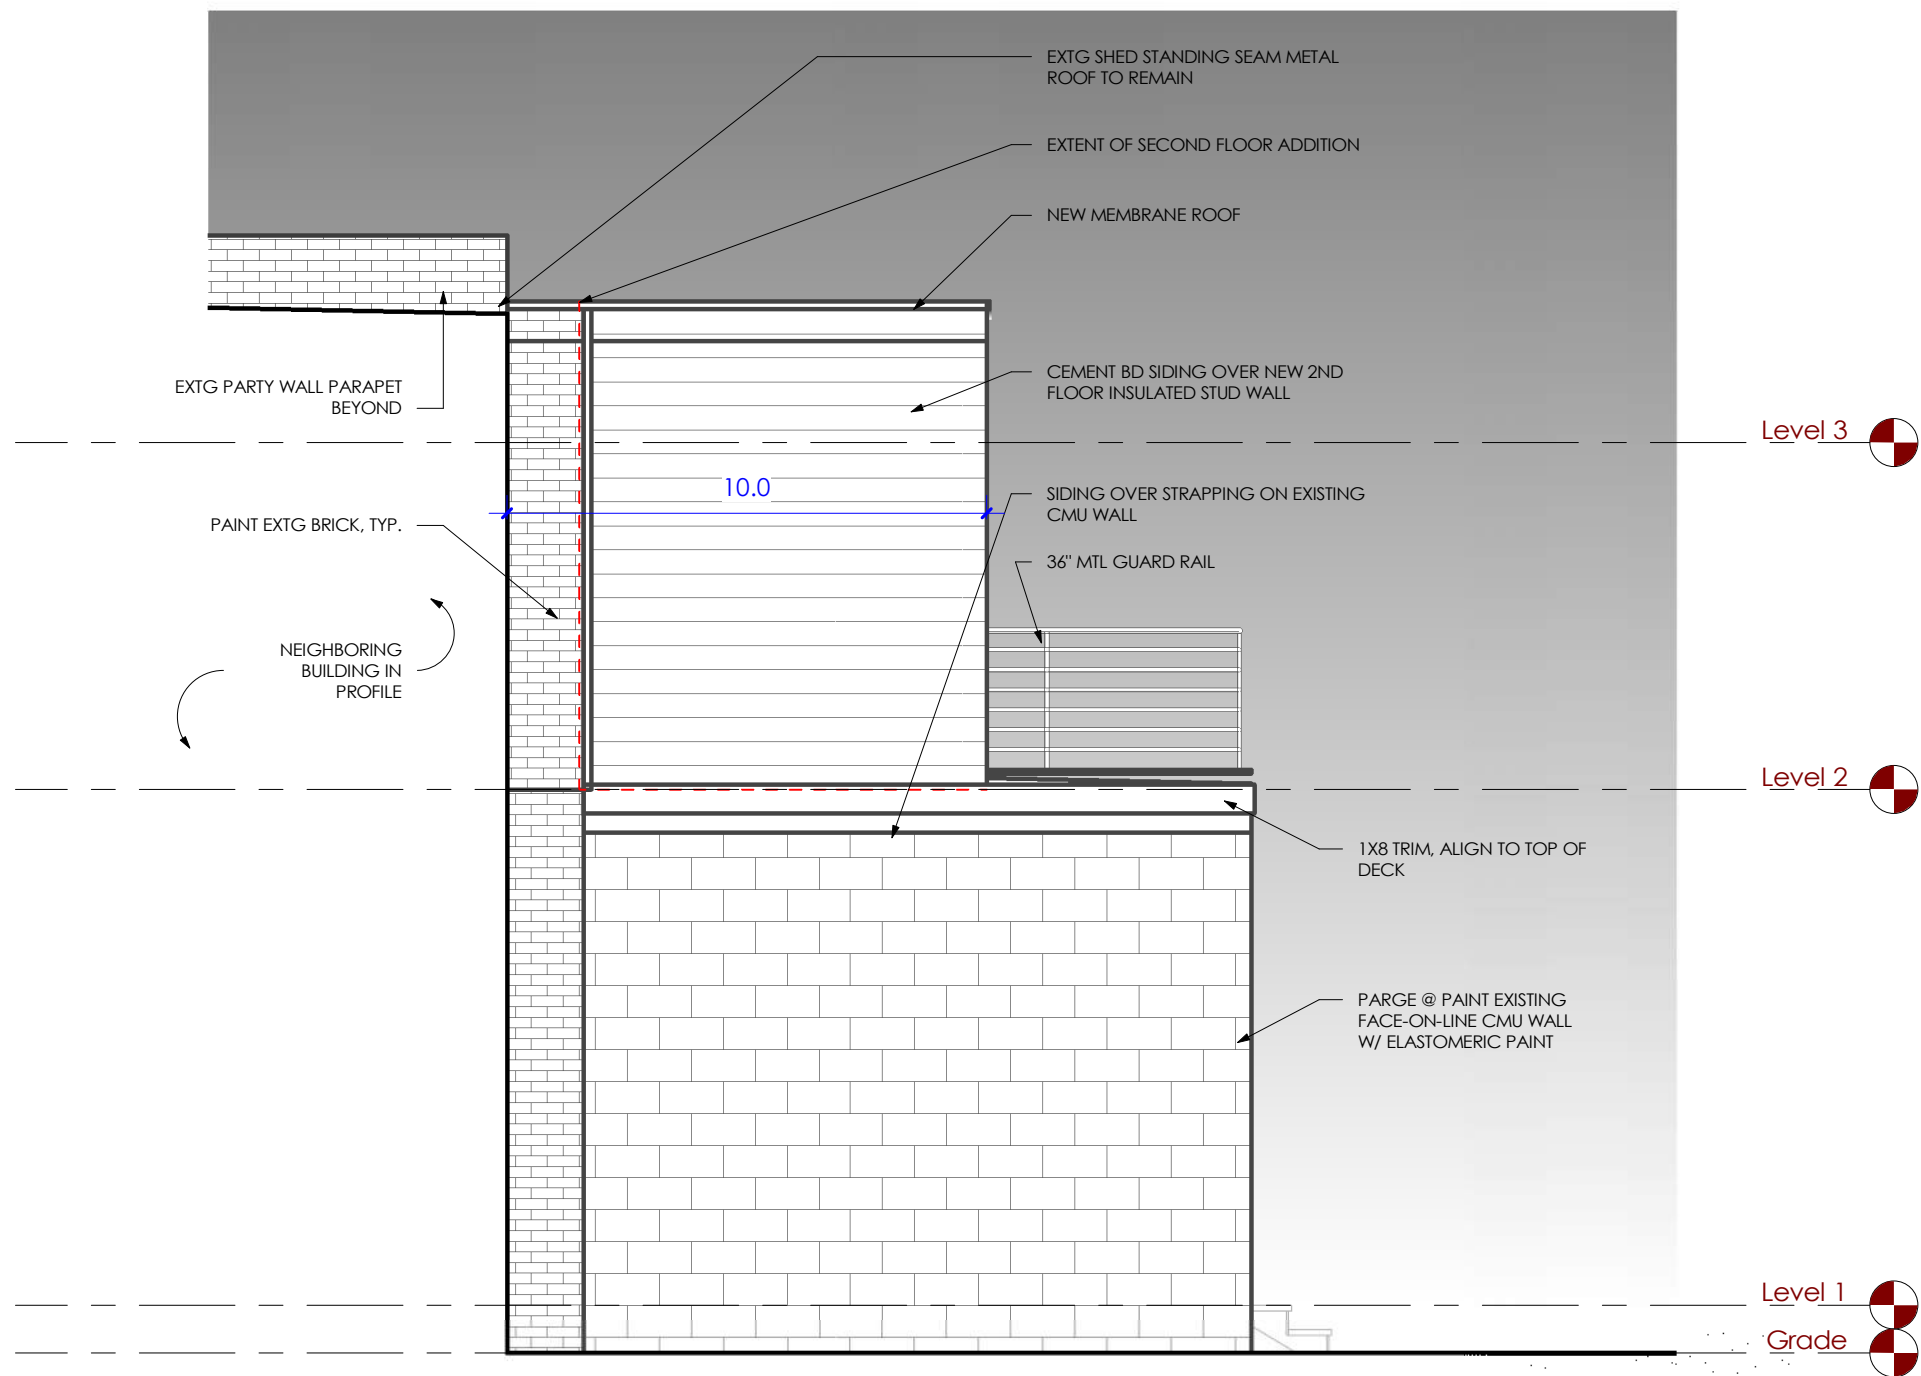 EXTG SHED STANDING SEAM METAL
ROOF TO REMAIN
EXTENT OF SECOND FLOOR ADDITION
NEW MEMBRANE ROOF
EXTG PARTY WALL PARAPET
BEYOND
CEMENT BD SIDING OVER NEW 2ND
FLOOR INSULATED STUD WALL
Level 3
10.0
SIDING OVER STRAPPING ON EXISTING
CMU WALL
PAINT EXTG BRICK, TYP.
36" MTL GUARD RAIL
NEIGHBORING
BUILDING IN
PROFILE
Level 2
1X8 TRIM, ALIGN TO TOP OF
DECK
PARGE @ PAINT EXISTING
FACE-ON-LINE CMU WALL
W/ ELASTOMERIC PAINT
Level 1
Grade